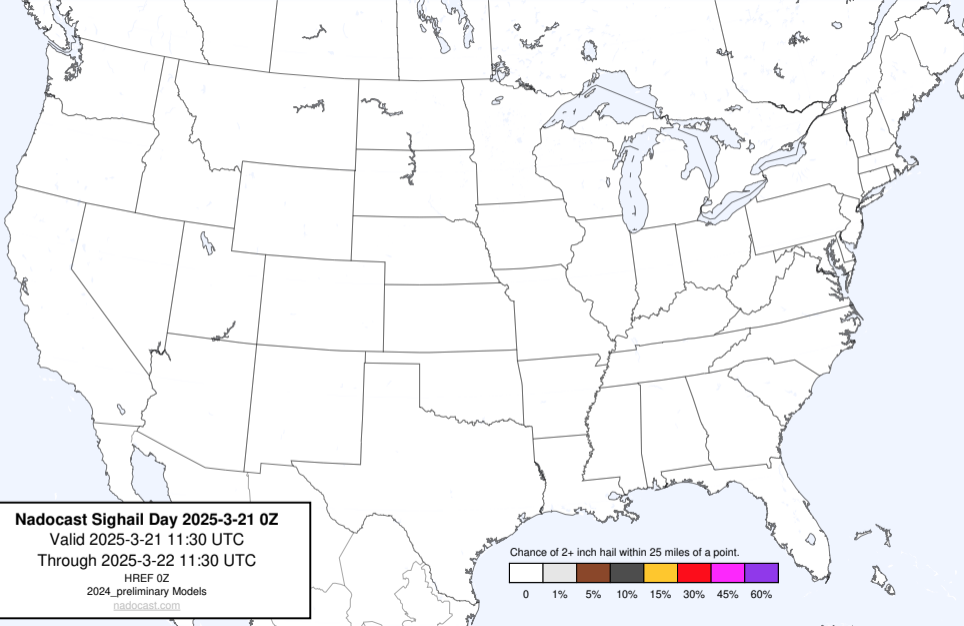 Nadocast Sighail Day 2025-3-21 0Z
Valid 2025-3-21 11:30 UTC
Through 2025-3-22 11:30 UTC
HREF 0Z
2024_preliminary Models
nadocast.com
Chance of 2+ inch hail within 25 miles of a point.
0 1% 5% 10% 15% 30% 45% 60%